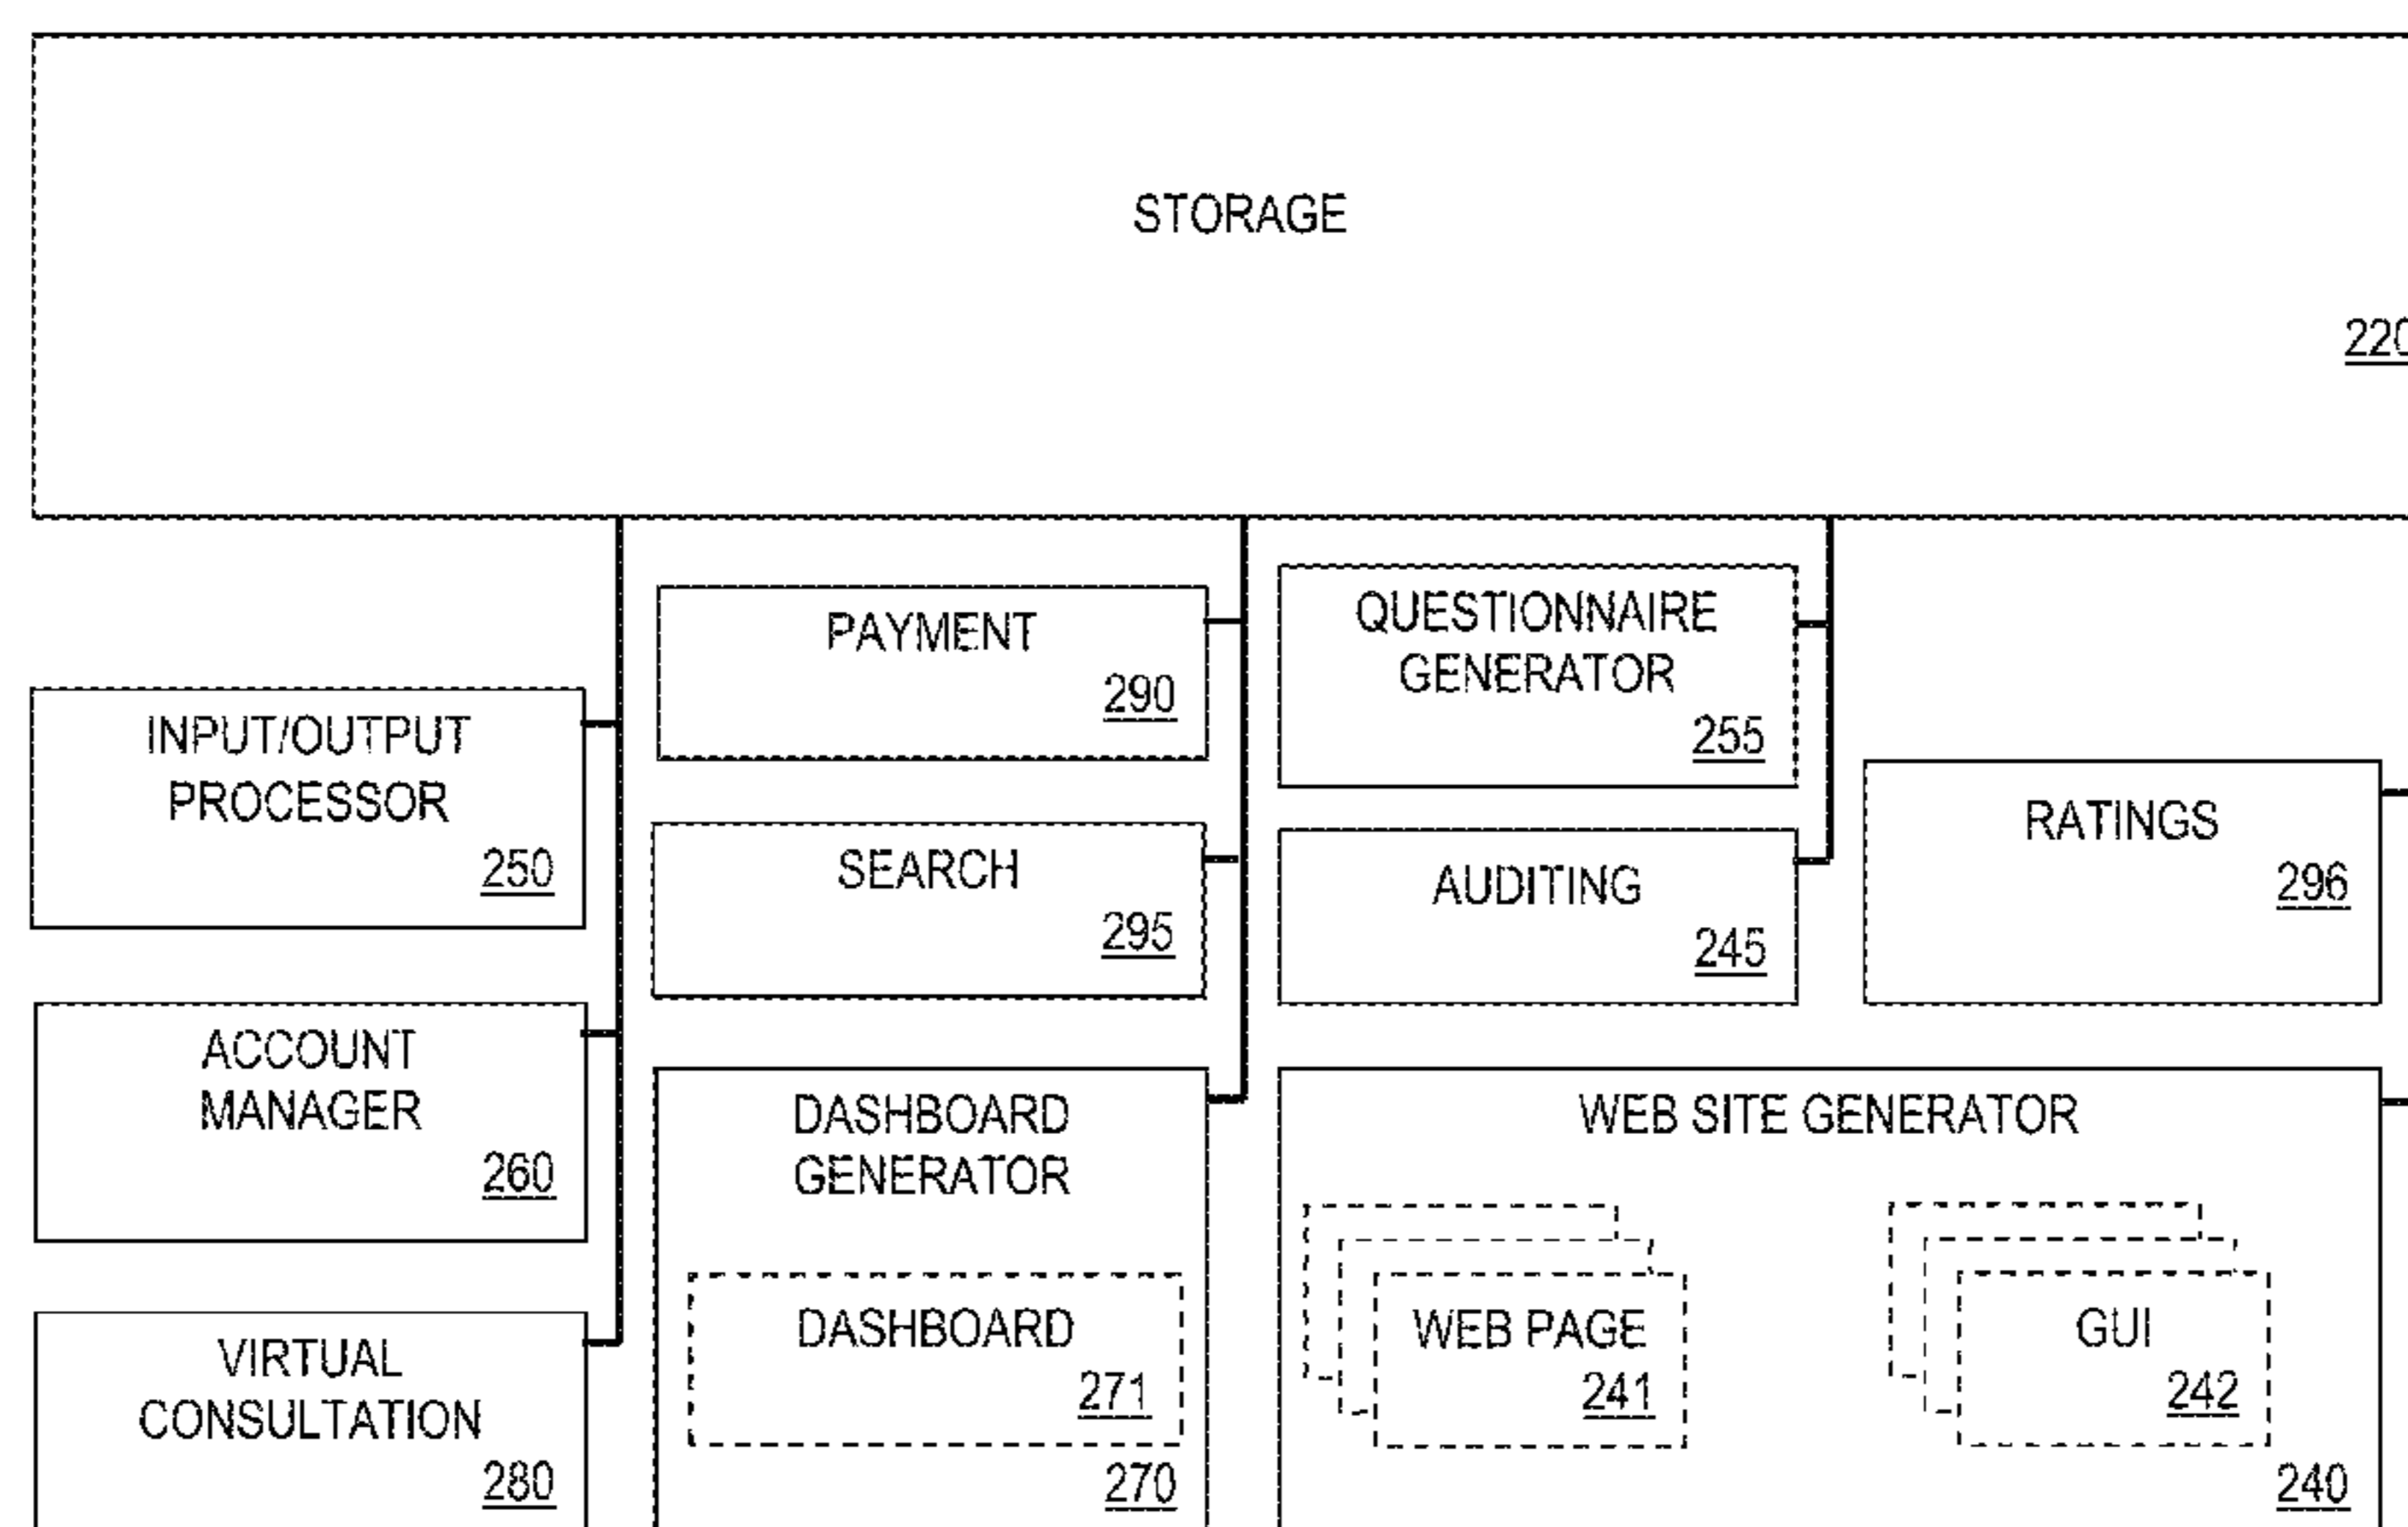 STORAGE
220
PAYMENT
290
QUESTIONNAIRE
GENERATOR
255
INPUT/OUTPUT
PROCESSOR
250
SEARCH
295
AUDITING
245
RATINGS
296
ACCOUNT
MANAGER
260
DASHBOARD
GENERATOR
DASHBOARD
271
270
WEB SITE GENERATOR
WEB PAGE
241
GUI
242
240
VIRTUAL
CONSULTATION
280